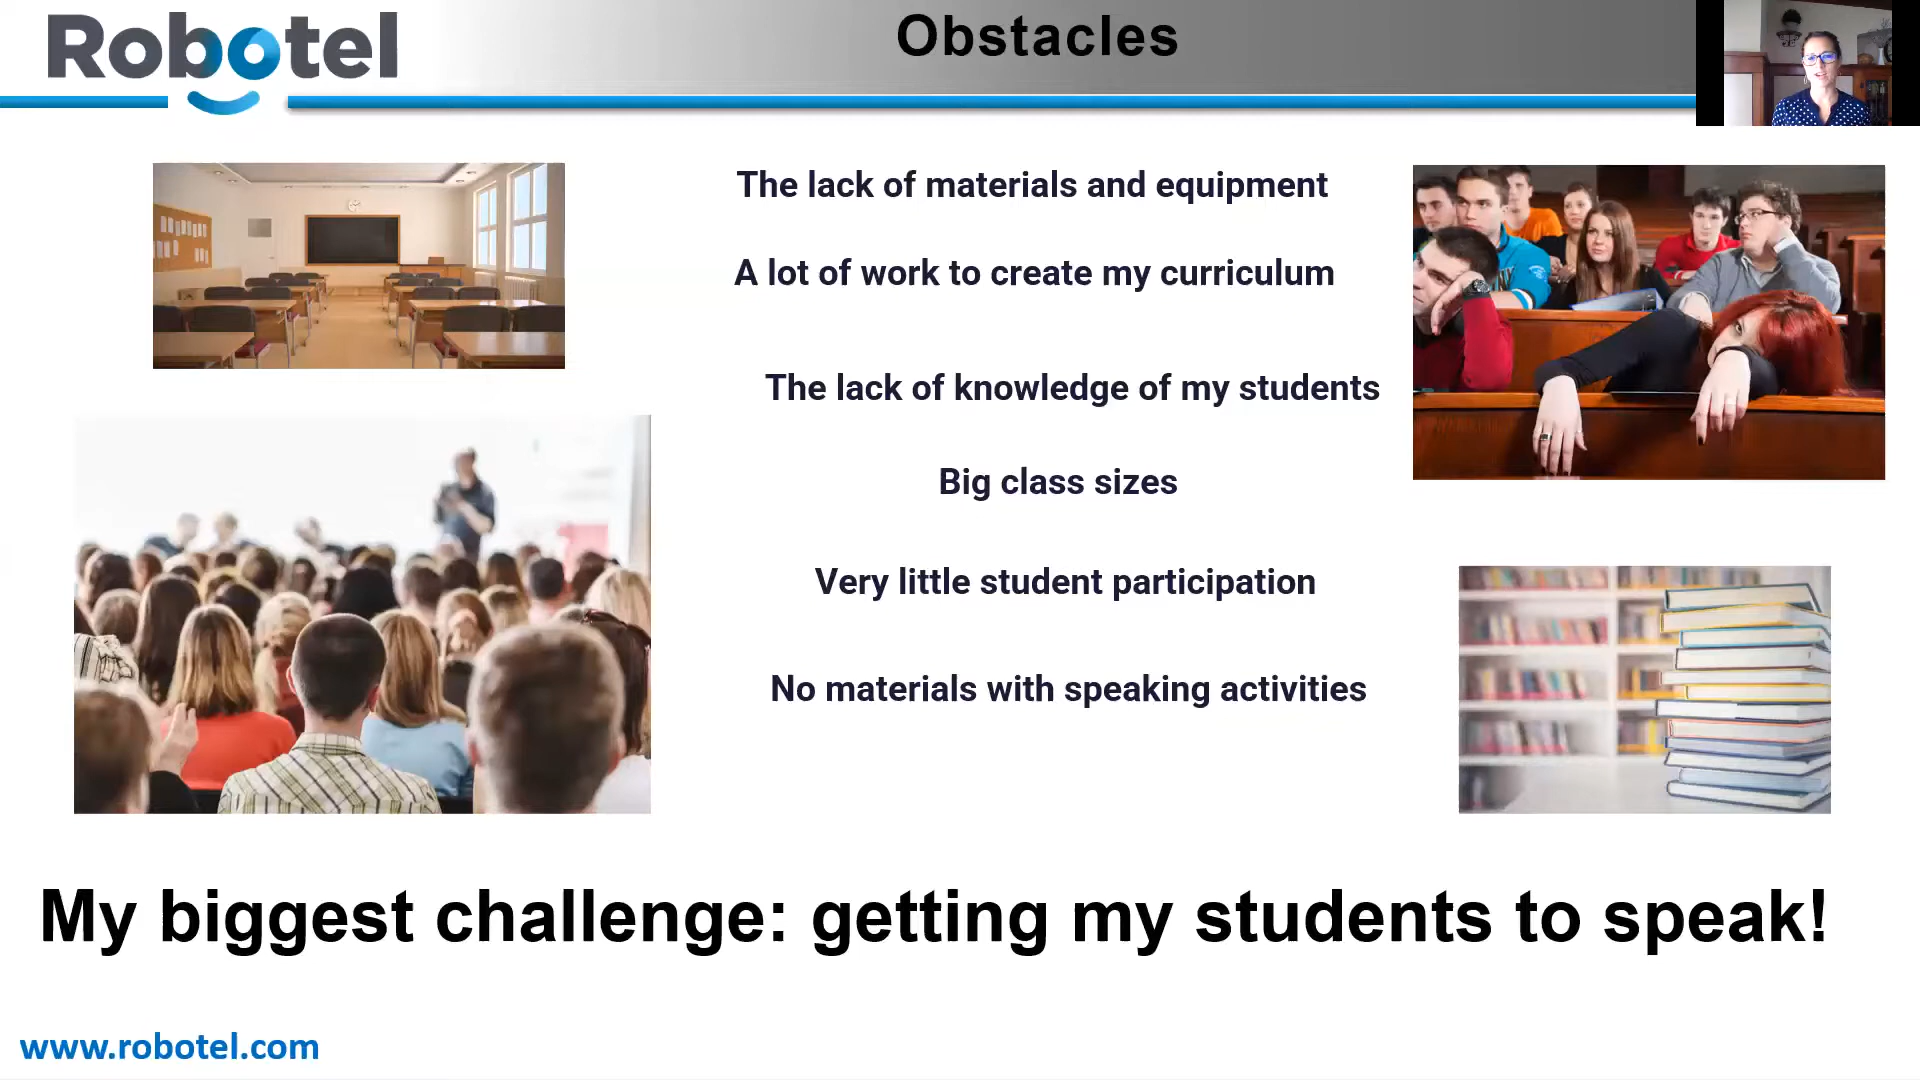 Robotel
Obstacles
The lack of materials and equipment
A lot of work to create my curriculum
The lack of knowledge of my students
Big class sizes
Very little student participation
No materials with speaking activities
My biggest challenge: getting my students to speak!
www.robotel.com